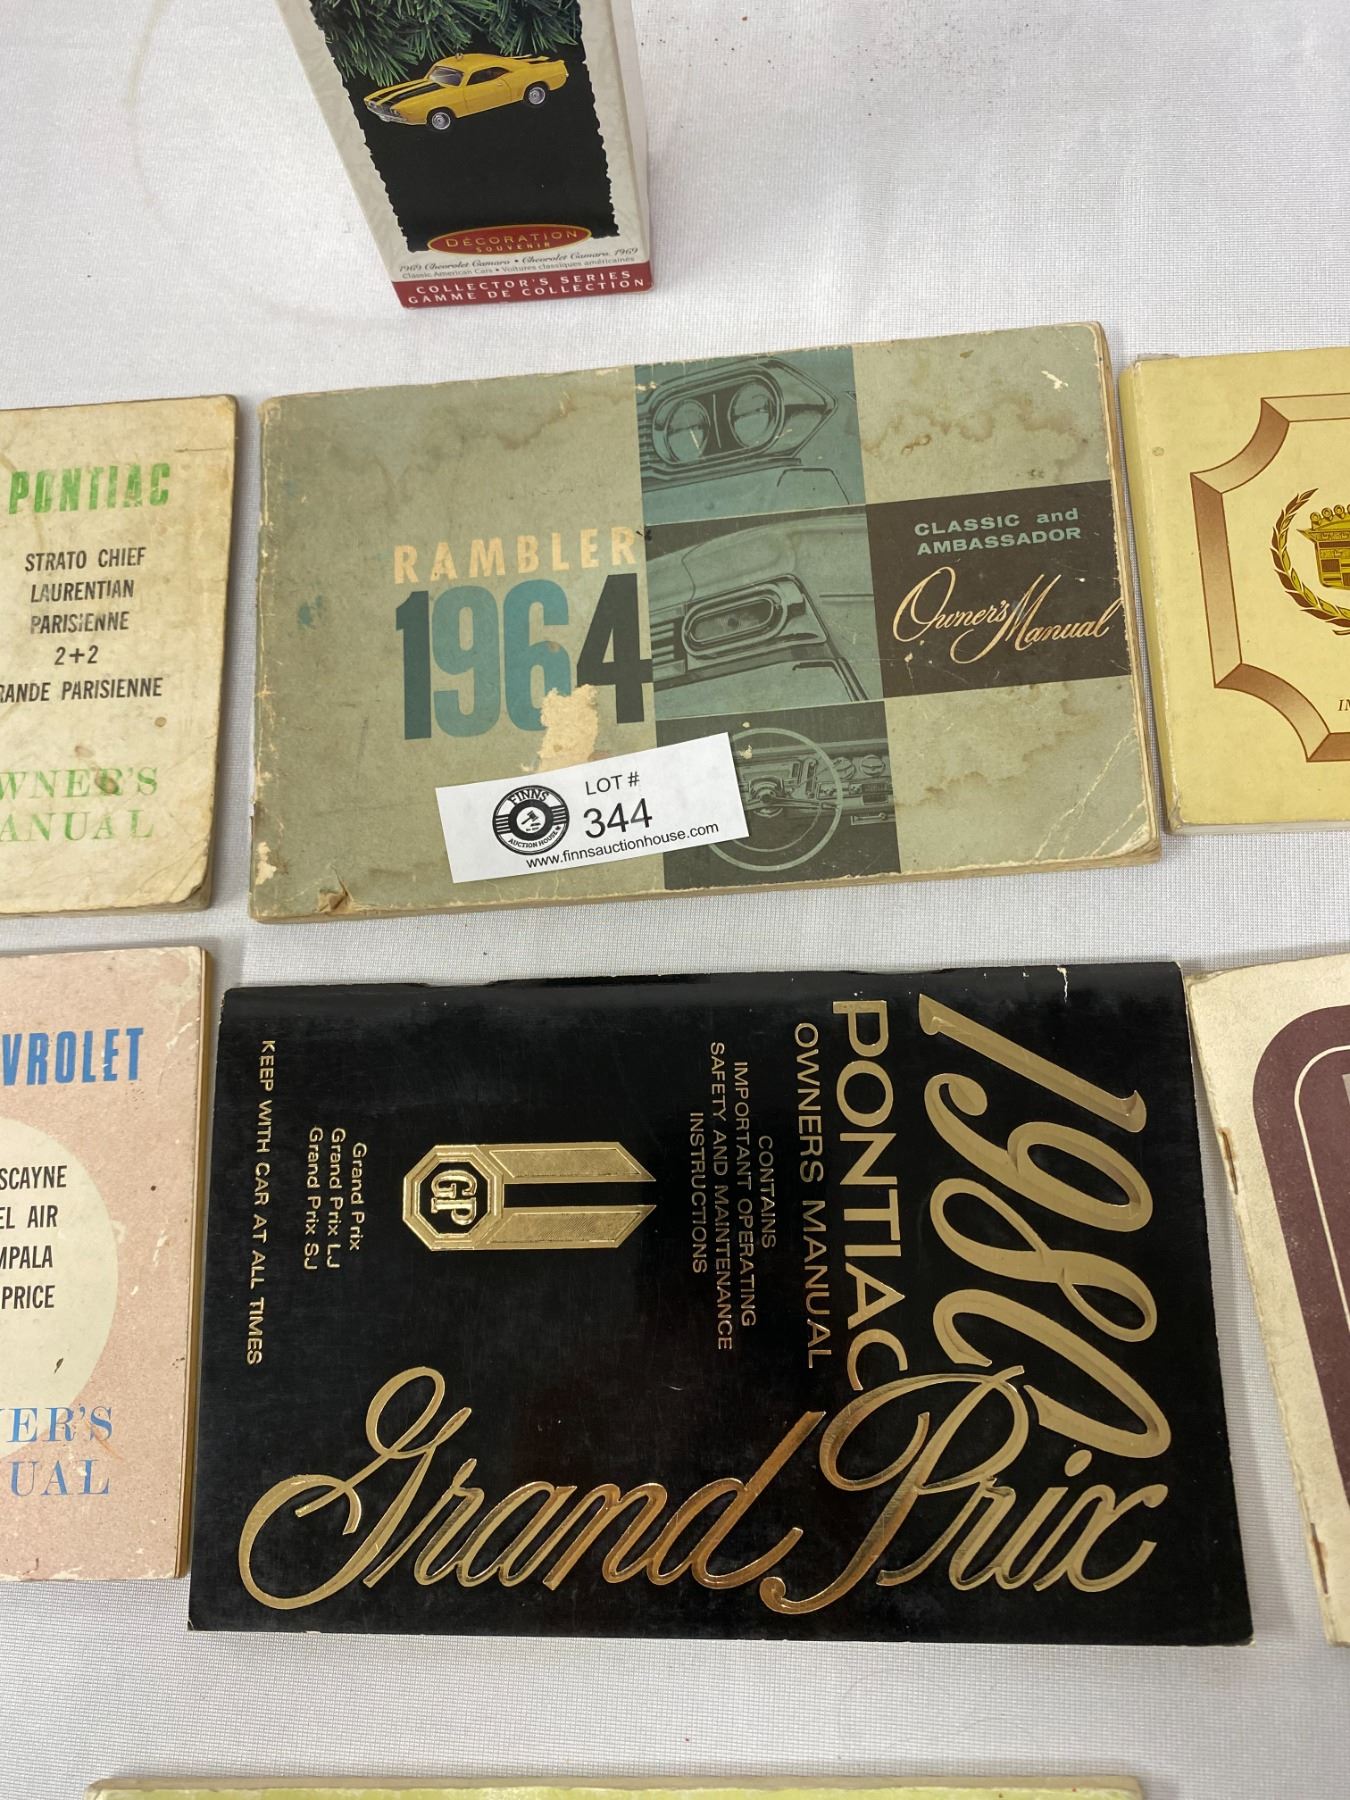 DÉCORATION
SOUVENIR
1969 Chevrolet Camaro • Chevrolet Camaro, 1969
Classic American Cars • Voitures classiques américaines
COLLECTOR'S SERIES
GAMME DE COLLECTION
PONTIAC
STRATO CHIEF
LAURENTIAN
PARISIENNE
2+2
RANDE PARISIENNE
WNER'S
ANUAL
RAMBLER
1964
CLASSIC and
AMBASSADOR
Owner's Manual
LOT #
344
FINNS
AUCTION HOUSE
www.finnsauctionhouse.com
VROLET
SCAYNE
EL AIR
MPALA
PRICE
NER'S
UAL
1980
PONTIAC
OWNERS MANUAL
CONTAINS
IMPORTANT OPERATING
SAFETY AND MAINTENANCE
INSTRUCTIONS
GP
Grand Prix
Grand Prix LJ
Grand Prix SJ
KEEP WITH CAR AT ALL TIMES
Grand Prix